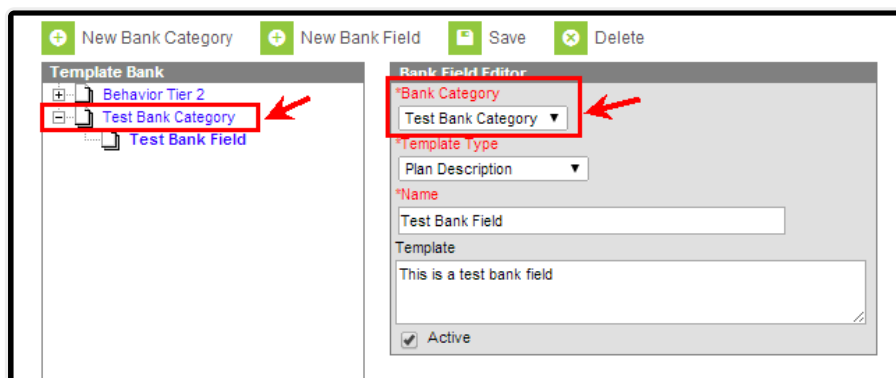 New Bank Category New Bank Field Save Delete
Template Bank
Behavior Tier 2
Test Bank Category
Test Bank Field
Bank Field Editor
*Bank Category
Test Bank Category
*Template Type
Plan Description
*Name
Test Bank Field
Template
This is a test bank field
Active